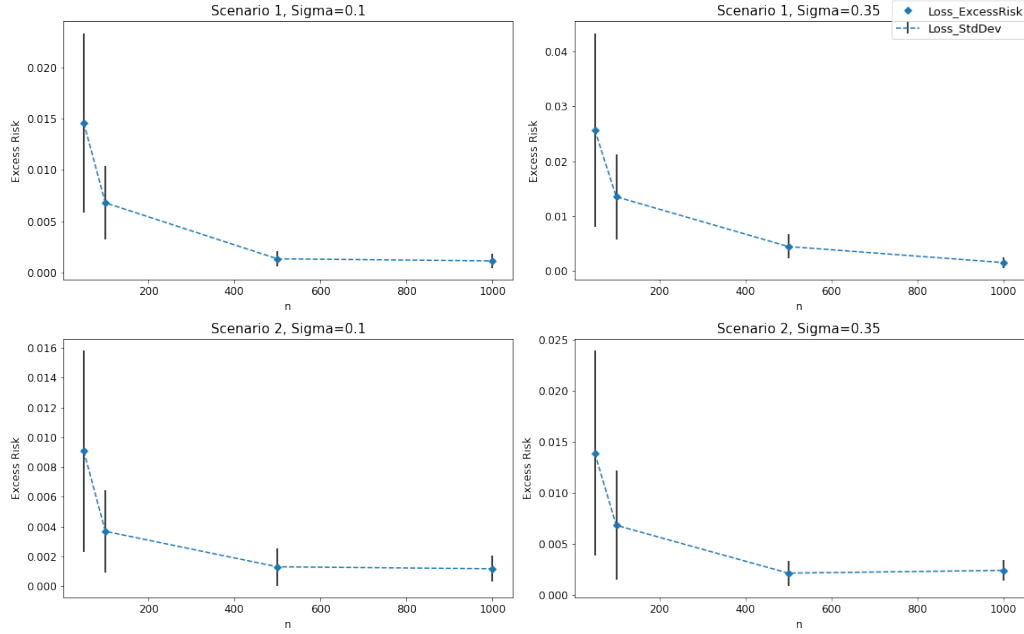 Scenario 1, Sigma=0.1
Excess Risk
0.020
0.015
0.010
0.005
0.000
200 400 600 800 1000
n
Scenario 1, Sigma=0.35
Loss_ExcessRisk
Loss_StdDev
Excess Risk
0.04
0.03
0.02
0.01
0.00
200 400 600 800 1000
n
Scenario 2, Sigma=0.1
Excess Risk
0.016
0.014
0.012
0.010
0.008
0.006
0.004
0.002
0.000
200 400 600 800 1000
n
Scenario 2, Sigma=0.35
Excess Risk
0.025
0.020
0.015
0.010
0.005
0.000
200 400 600 800 1000
n